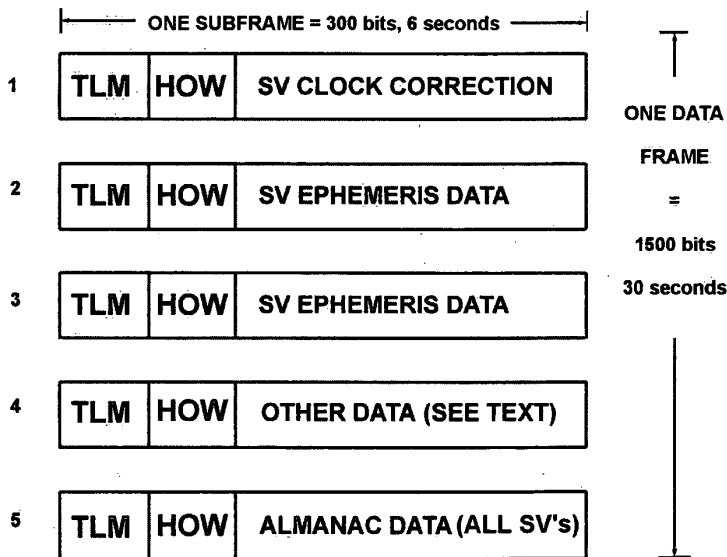 ONE SUBFRAME = 300 bits, 6 seconds
1 TLM HOW SV CLOCK CORRECTION
2 TLM HOW SV EPHEMERIS DATA
3 TLM HOW SV EPHEMERIS DATA
4 TLM HOW OTHER DATA (SEE TEXT)
5 TLM HOW ALMANAC DATA (ALL SV's)
ONE DATA
FRAME
=
1500 bits
30 seconds